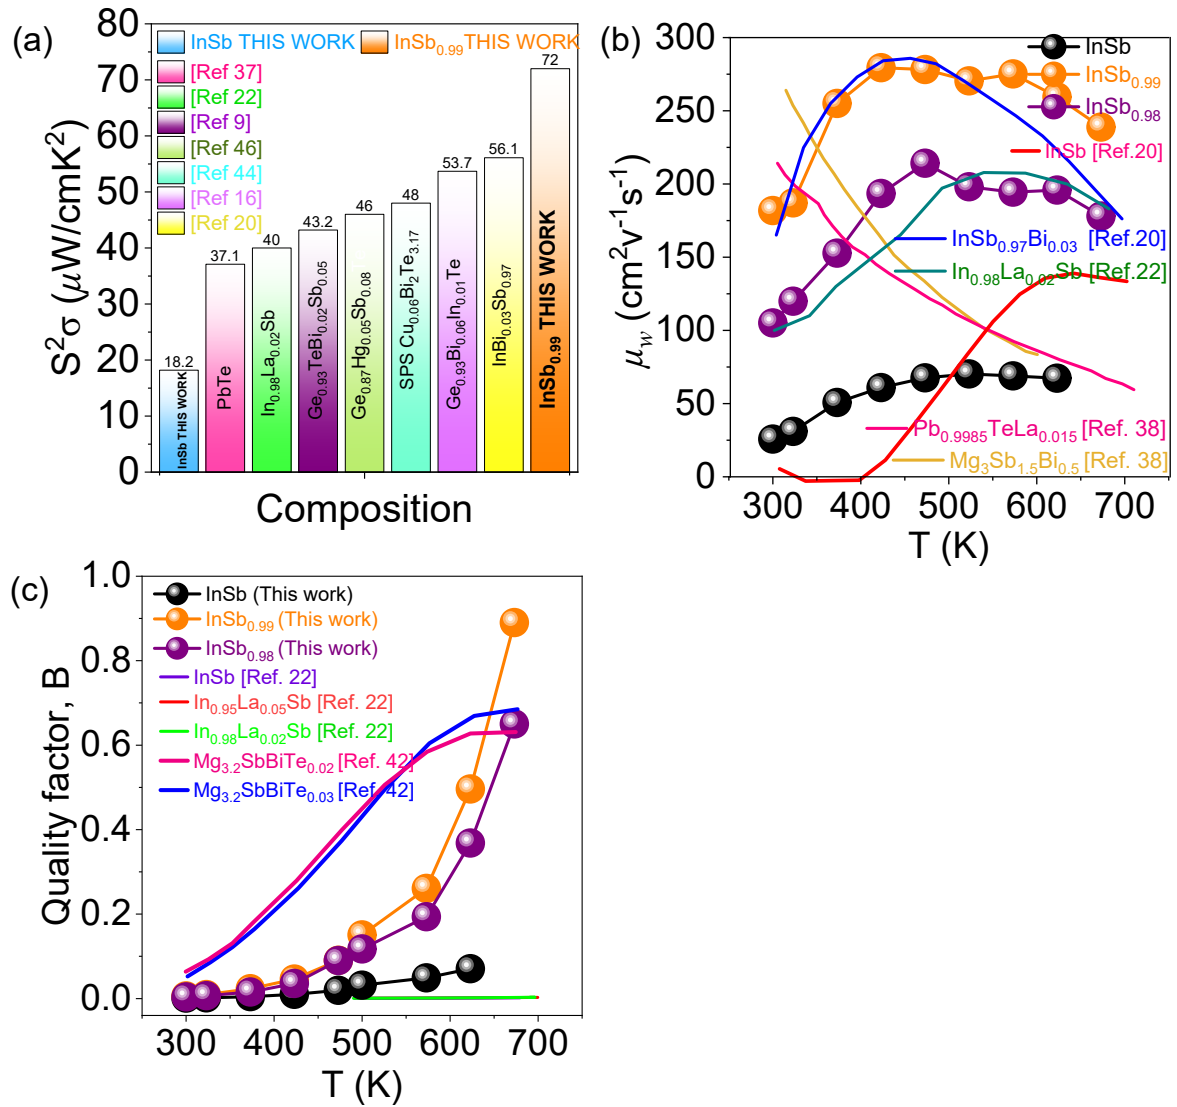 (a)
S²σ (μW/cmK²)
80
70
60
50
40
30
20
10
0
InSb THIS WORK
InSb₀.₉₉THIS WORK
[Ref 37]
[Ref 22]
[Ref 9]
[Ref 46]
[Ref 44]
[Ref 16]
[Ref 20]
18.2
37.1
40
43.2
46
48
53.7
56.1
72
InSb THIS WORK
PbTe
In₀.₉₈La₀.₀₂Sb
Ge₀.₉₃TeBi₀.₀₂Sb₀.₀₅
Ge₀.₈₇Hg₀.₀₅Sb₀.₀₈
SPS Cu₀.₀₆Bi₂Te₃.₁₇
Ge₀.₉₃Bi₀.₀₆In₀.₀₁Te
InBi₀.₀₃Sb₀.₉₇
InSb₀.₉₉ THIS WORK
Composition
(b)
μ_w (cm²v⁻¹s⁻¹)
300
250
200
150
100
50
0
InSb
InSb₀.₉₉
InSb₀.₉₈
InSb [Ref.20]
InSb₀.₉₇Bi₀.₀₃ [Ref.20]
In₀.₉₈La₀.₀₂Sb [Ref.22]
Pb₀.₉₉₈₅TeLa₀.₀₁₅ [Ref. 38]
Mg₃Sb₁.₅Bi₀.₅ [Ref. 38]
300 400 500 600 700
T (K)
(c)
Quality factor, B
1.0
0.8
0.6
0.4
0.2
0.0
InSb (This work)
InSb₀.₉₉ (This work)
InSb₀.₉₈ (This work)
InSb [Ref. 22]
In₀.₉₅La₀.₀₅Sb [Ref. 22]
In₀.₉₈La₀.₀₂Sb [Ref. 22]
Mg₃.₂SbBiTe₀.₀₂ [Ref. 42]
Mg₃.₂SbBiTe₀.₀₃ [Ref. 42]
300 400 500 600 700
T (K)